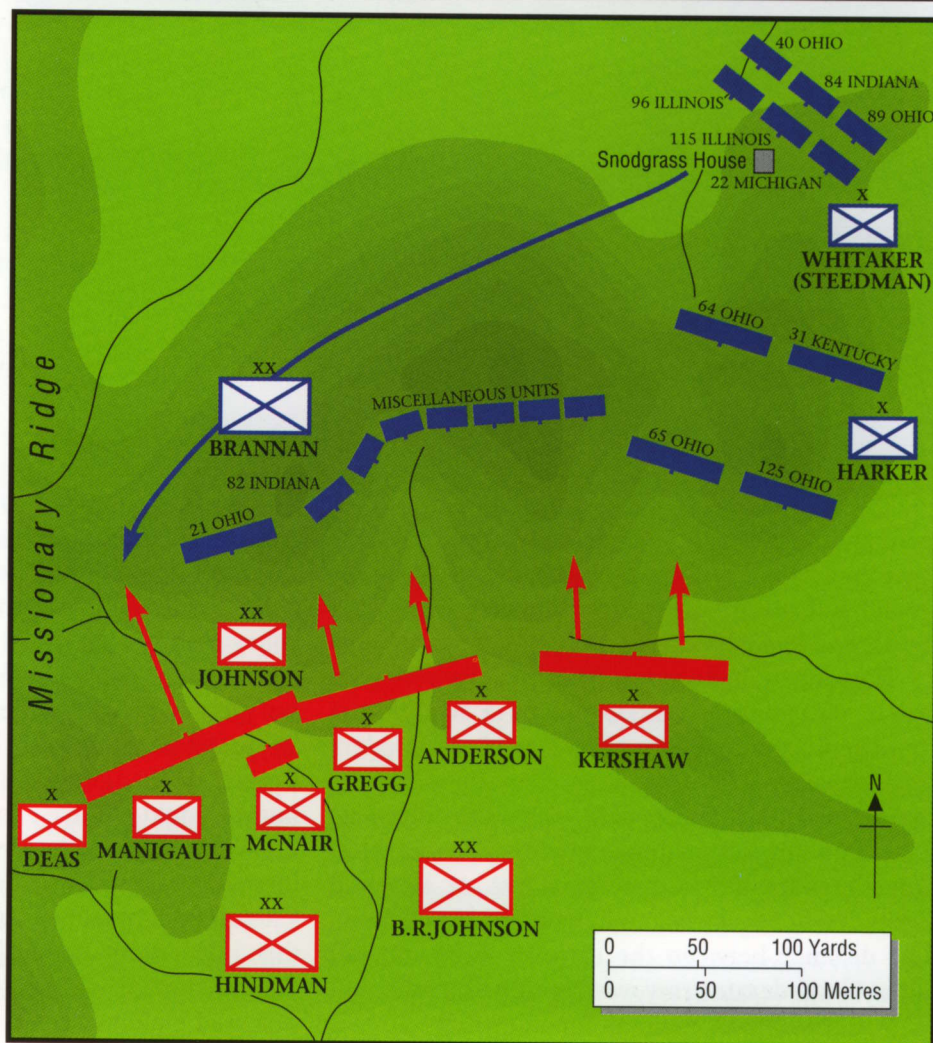 40 OHIO
84 INDIANA
96 ILLINOIS
89 OHIO
115 ILLINOIS
Snodgrass House
22 MICHIGAN
X
WHITAKER
(STEEDMAN)
64 OHIO
31 KENTUCKY
Missionary Ridge
XX
BRANNAN
MISCELLANEOUS UNITS
X
HARKER
65 OHIO
125 OHIO
82 INDIANA
21 OHIO
XX
JOHNSON
X
GREGG
X
ANDERSON
X
KERSHAW
X
DEAS
X
MANIGAULT
X
McNAIR
XX
HINDMAN
XX
B.R.JOHNSON
N
0 50 100 Yards
0 50 100 Metres